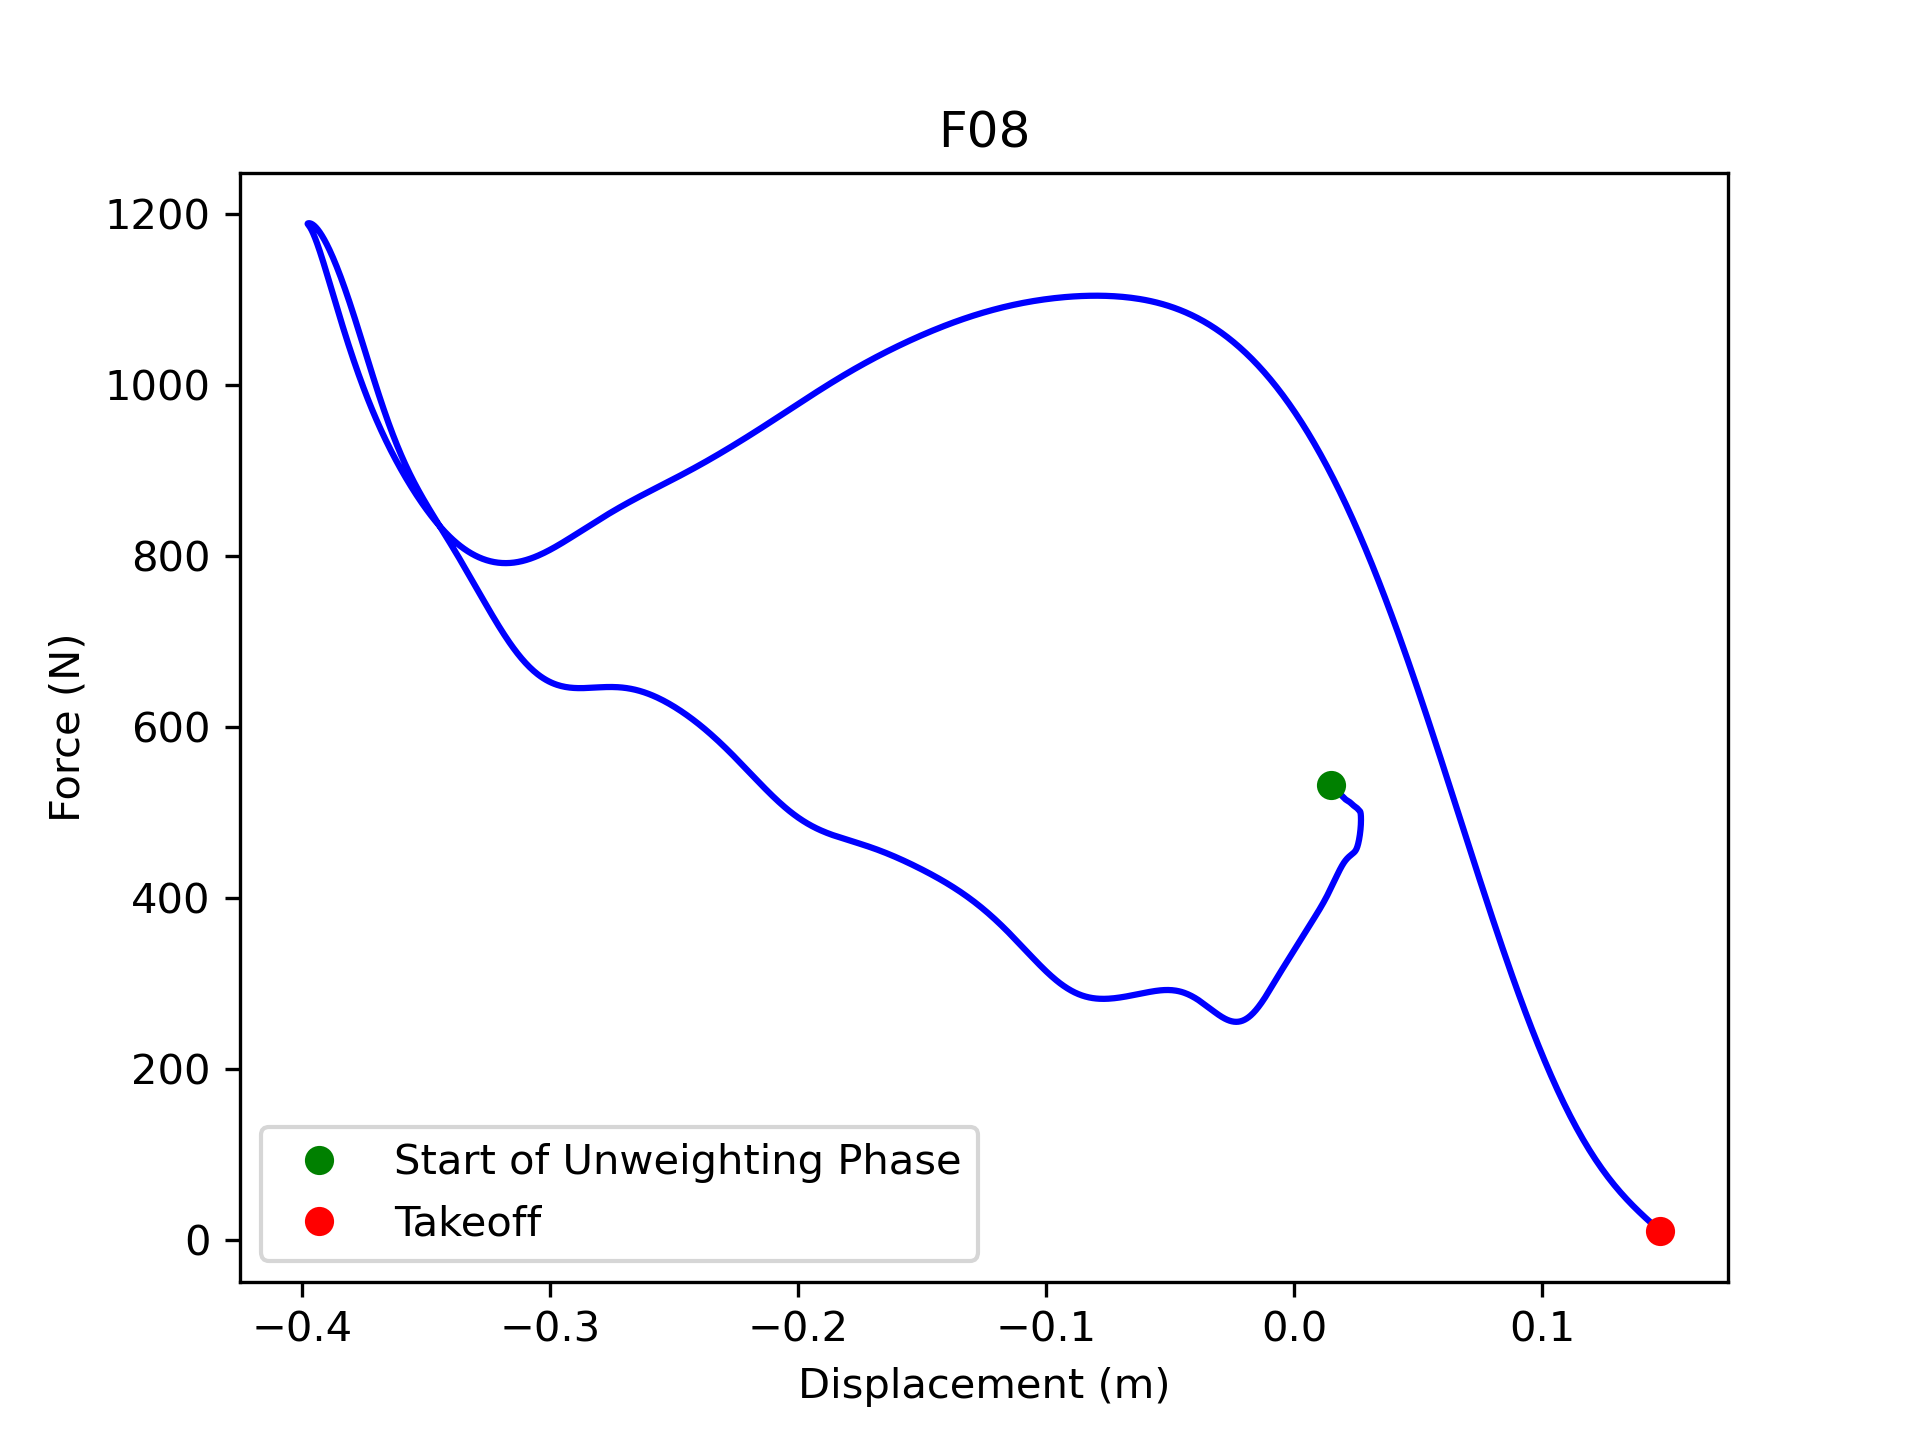 F08
1200
1000
800
600
400
200
0
Force (N)
−0.4 −0.3 −0.2 −0.1 0.0 0.1
Displacement (m)
Start of Unweighting Phase
Takeoff